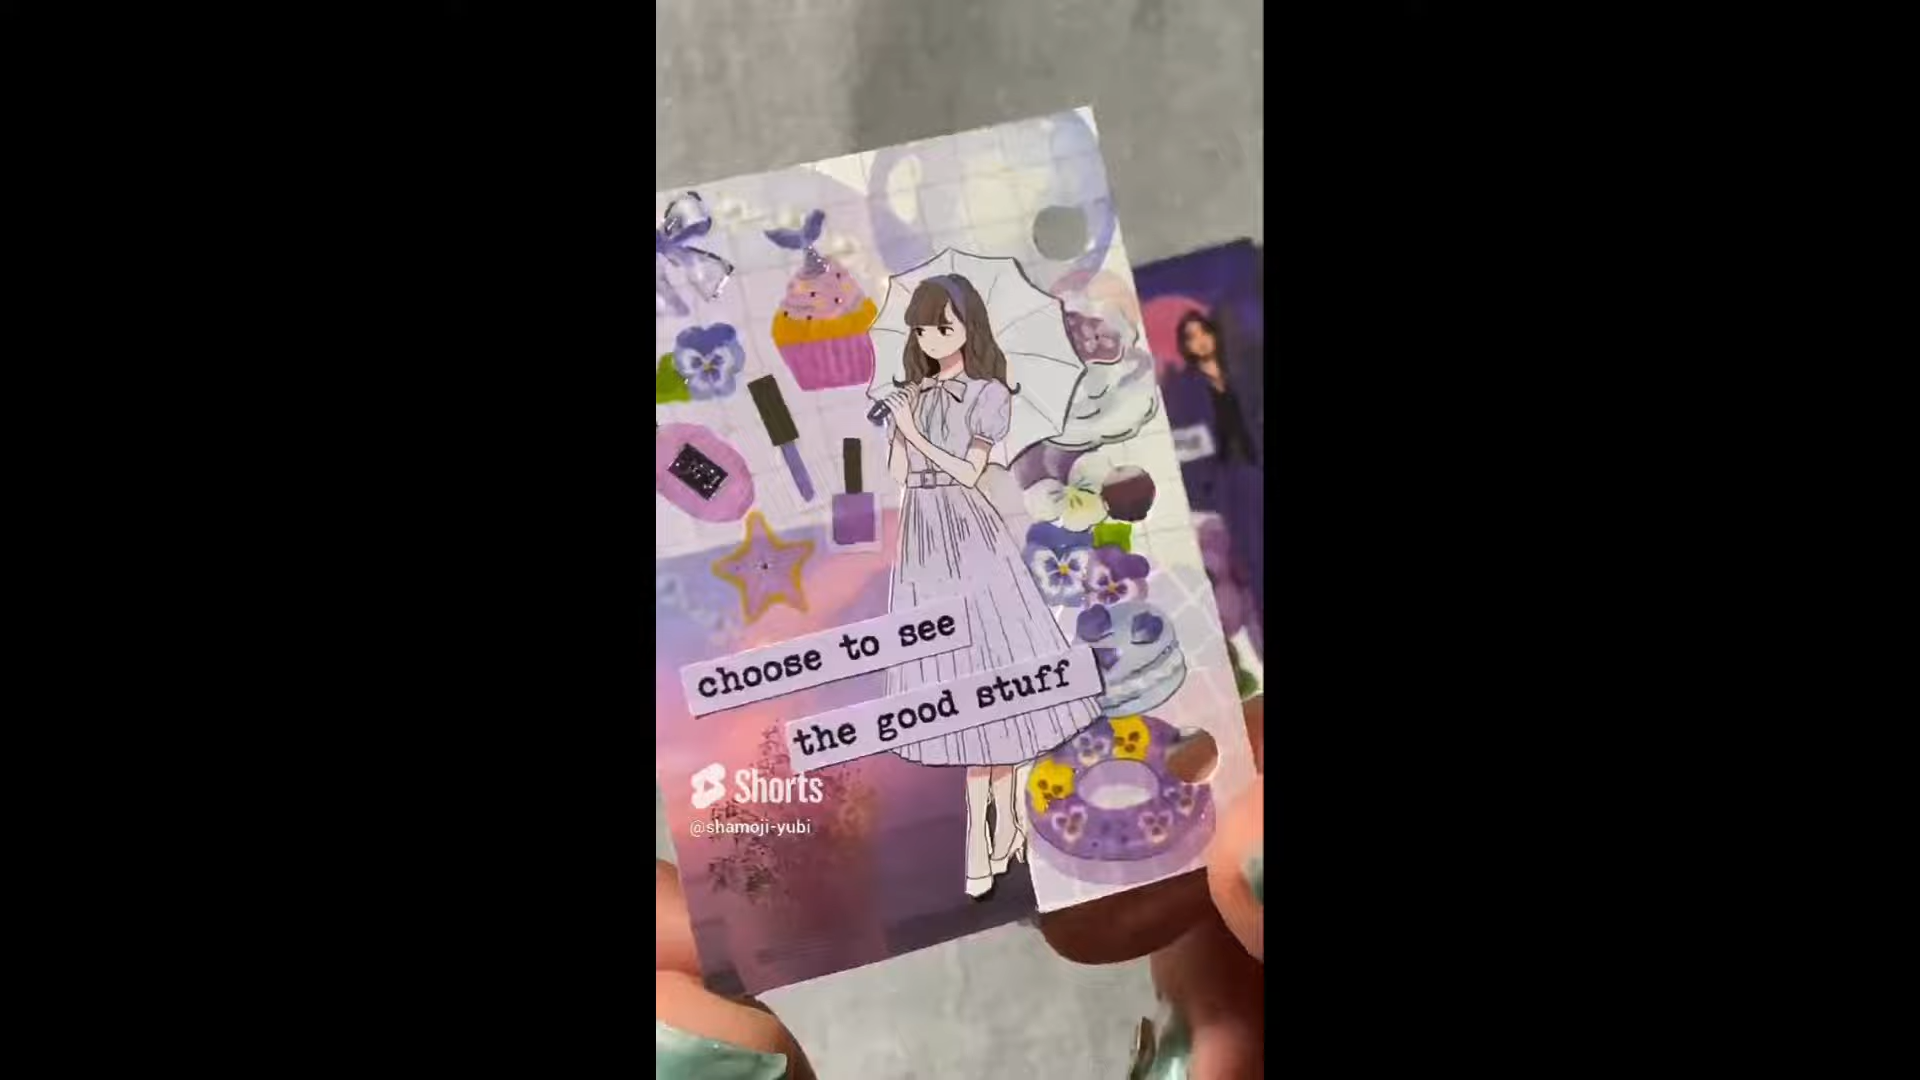 choose to see
the good stuff
Shorts
@shamoji-yubi